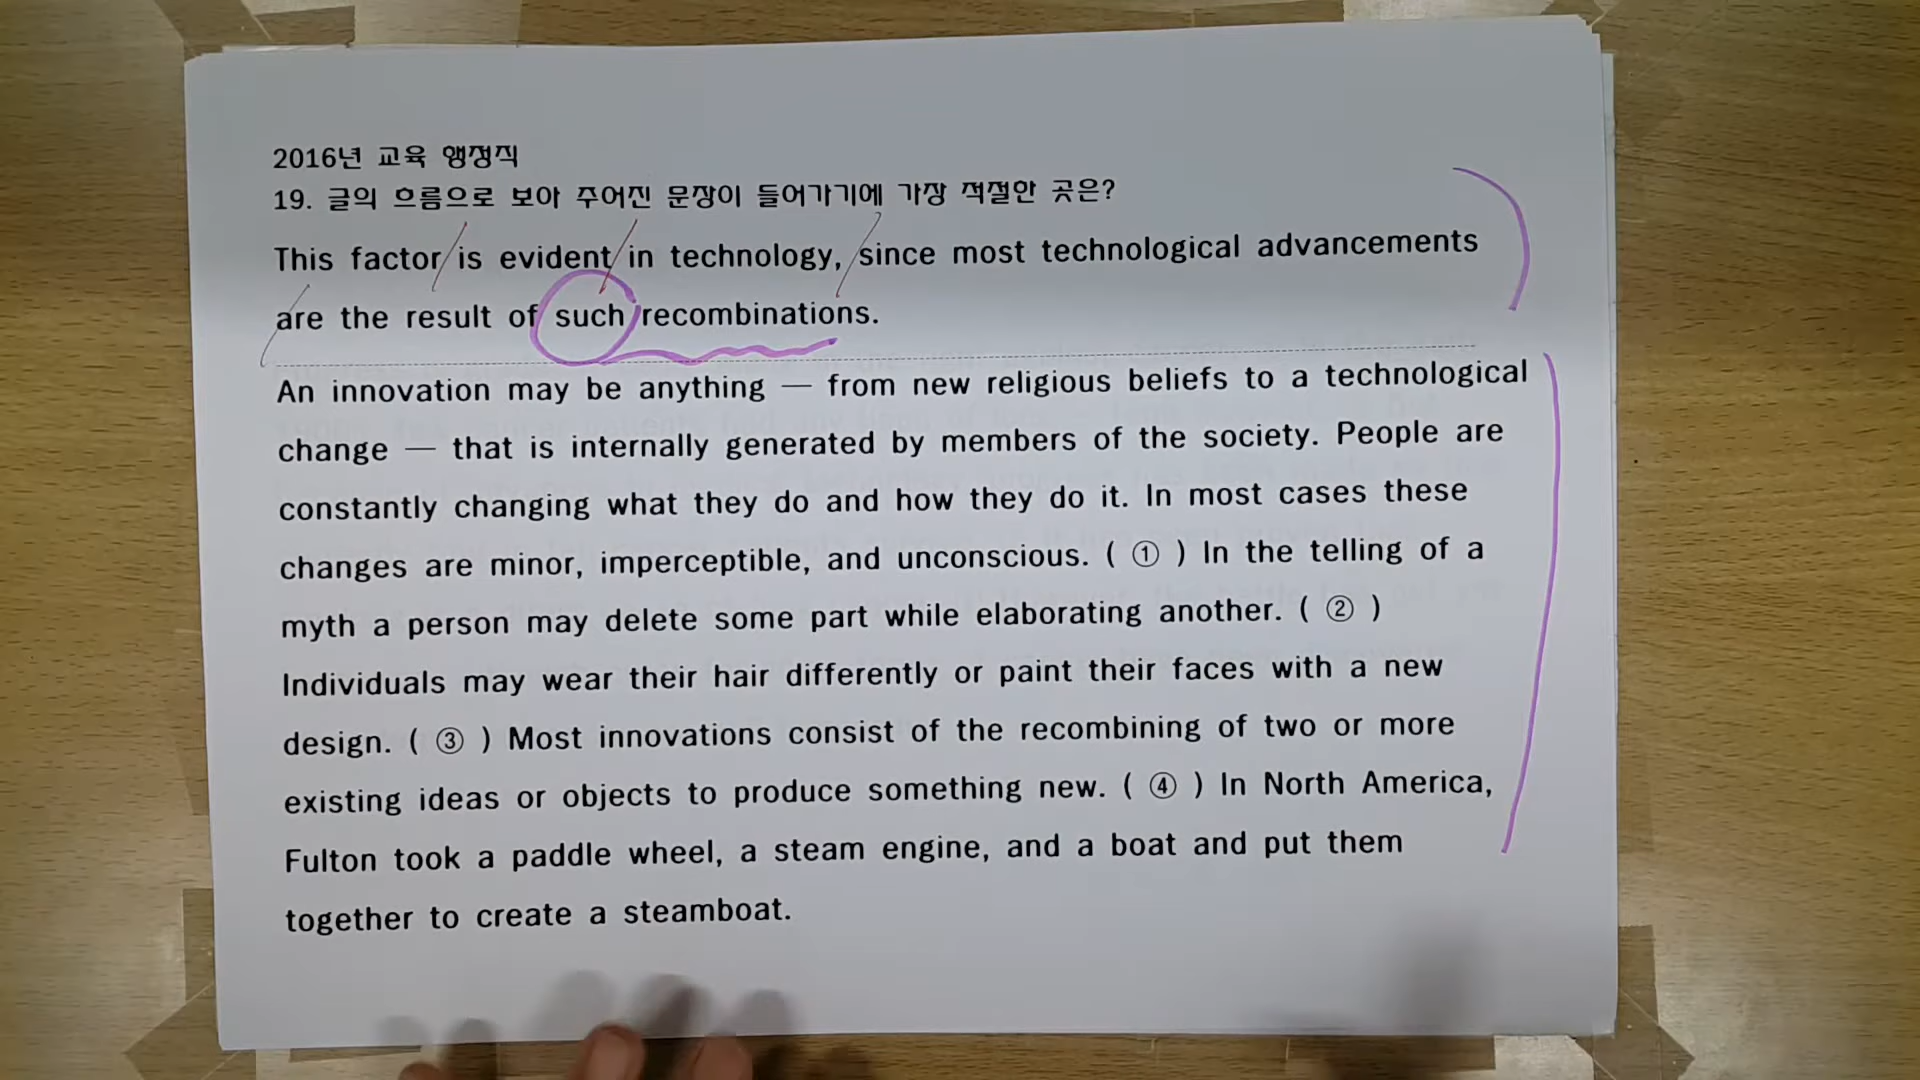 2016년 교육 행정직
19. 글의 흐름으로 보아 주어진 문장이 들어가기에 가장 적절한 곳은?
This factor is evident in technology, since most technological advancements
are the result of such recombinations.
An innovation may be anything — from new religious beliefs to a technological
change — that is internally generated by members of the society. People are
constantly changing what they do and how they do it. In most cases these
changes are minor, imperceptible, and unconscious. ( ① ) In the telling of a
myth a person may delete some part while elaborating another. ( ② )
Individuals may wear their hair differently or paint their faces with a new
design. ( ③ ) Most innovations consist of the recombining of two or more
existing ideas or objects to produce something new. ( ④ ) In North America,
Fulton took a paddle wheel, a steam engine, and a boat and put them
together to create a steamboat.